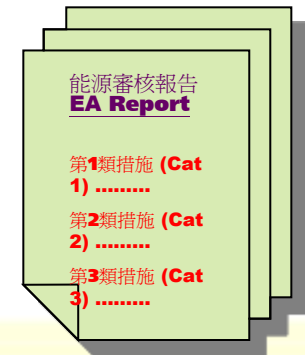 能源審核報告
EA Report
第1類措施 (Cat
1) .........
第2類措施 (Cat
2) .........
第3類措施 (Cat
3) .........